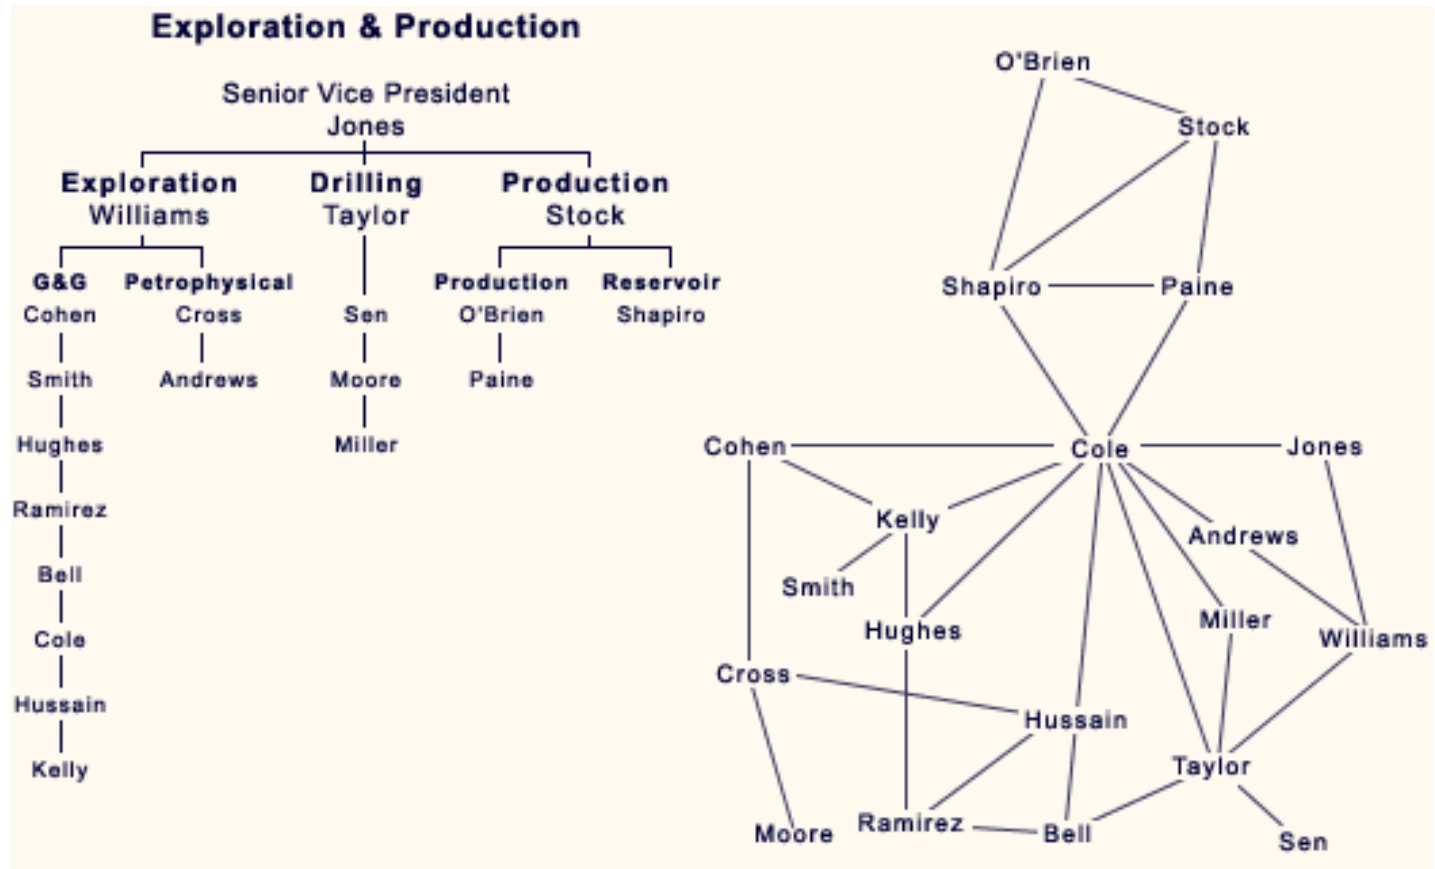 Exploration & Production
Senior Vice President
Jones
Exploration Drilling Production
Williams Taylor Stock
G&G Petrophysical Production Reservoir
Cohen Cross Sen O'Brien Shapiro
Smith Andrews Moore Paine
Hughes Miller
Ramirez
Bell
Cole
Hussain
Kelly
O'Brien
Stock
Shapiro Paine
Cohen Cole Jones
Kelly
Andrews
Smith
Miller
Hughes
Williams
Cross
Hussain
Taylor
Ramirez
Moore Bell
Sen